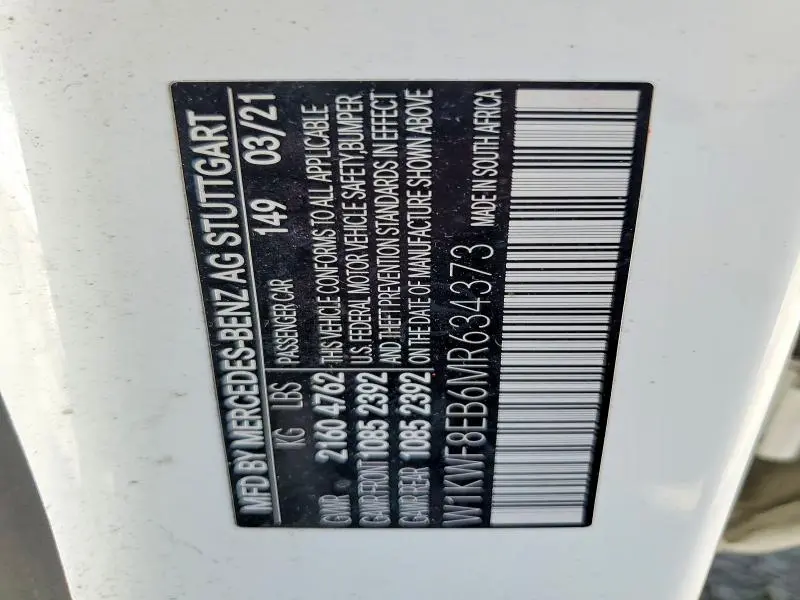 MFD BY MERCEDES-BENZ AG STUTTGART
PASSENGER CAR 149 03/21
KG LBS
GVWR 2160 4762
GAWR FRONT 1085 2392
GAWR REAR 1085 2392
THIS VEHICLE CONFORMS TO ALL APPLICABLE
U.S. FEDERAL MOTOR VEHICLE SAFETY, BUMPER
AND THEFT PREVENTION STANDARDS IN EFFECT
ON THE DATE OF MANUFACTURE SHOWN ABOVE
W1KWF8EB6MR634373
MADE IN SOUTH AFRICA